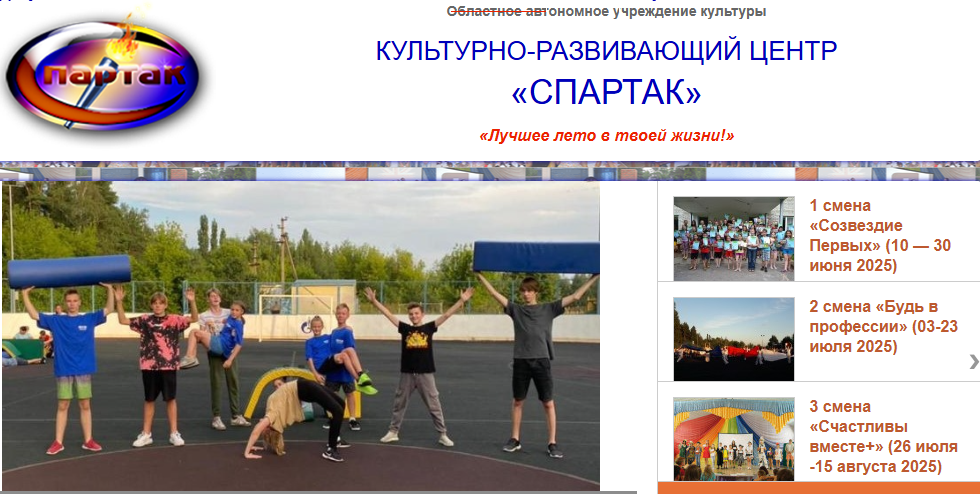 Спартак
Областное автономное учреждение культуры
КУЛЬТУРНО-РАЗВИВАЮЩИЙ ЦЕНТР
«СПАРТАК»
«Лучшее лето в твоей жизни!»
1 смена
«Созвездие
Первых» (10 — 30
июня 2025)
2 смена «Будь в
профессии» (03-23
июля 2025)
3 смена
«Счастливы
вместе+» (26 июля
-15 августа 2025)